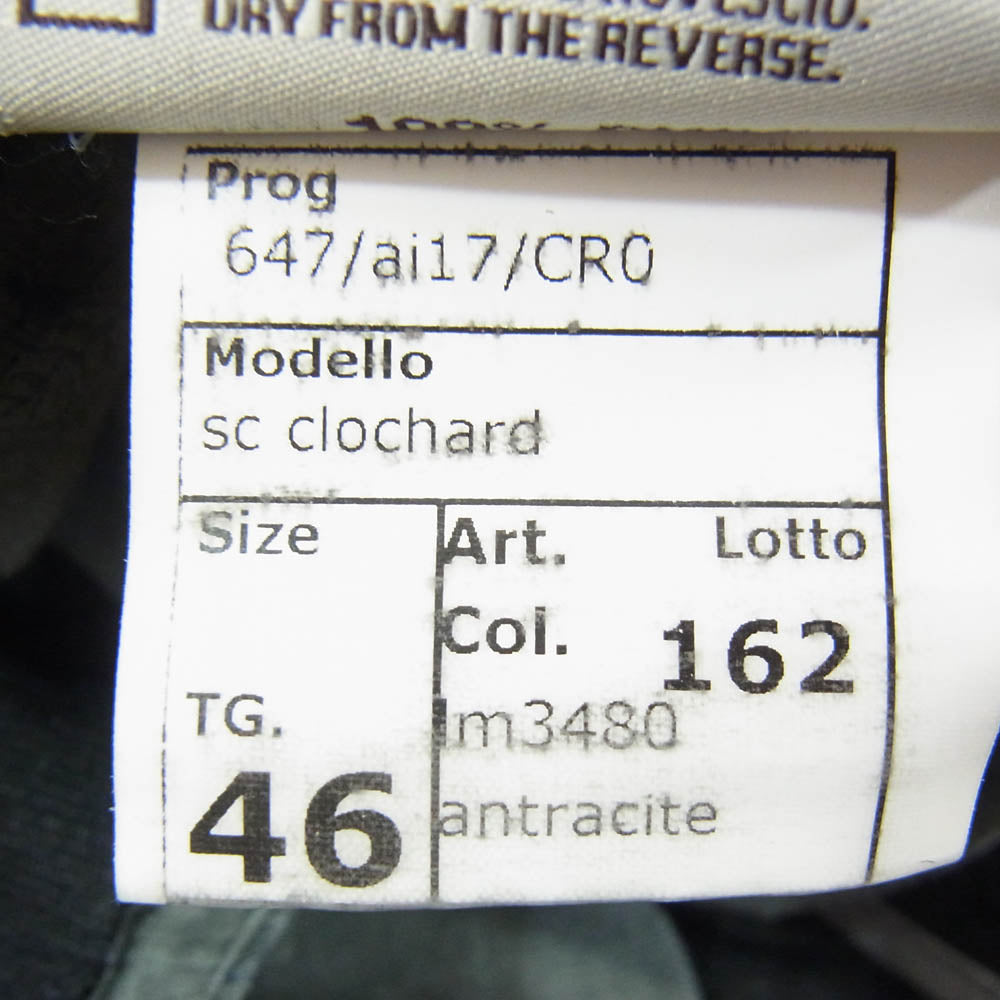 DRY FROM THE REVERSE.
Prog
647/ai17/CR0
Modello
sc clochard
Size
Art. Lotto
Col. 162
TG.
lm3480
46
antracite